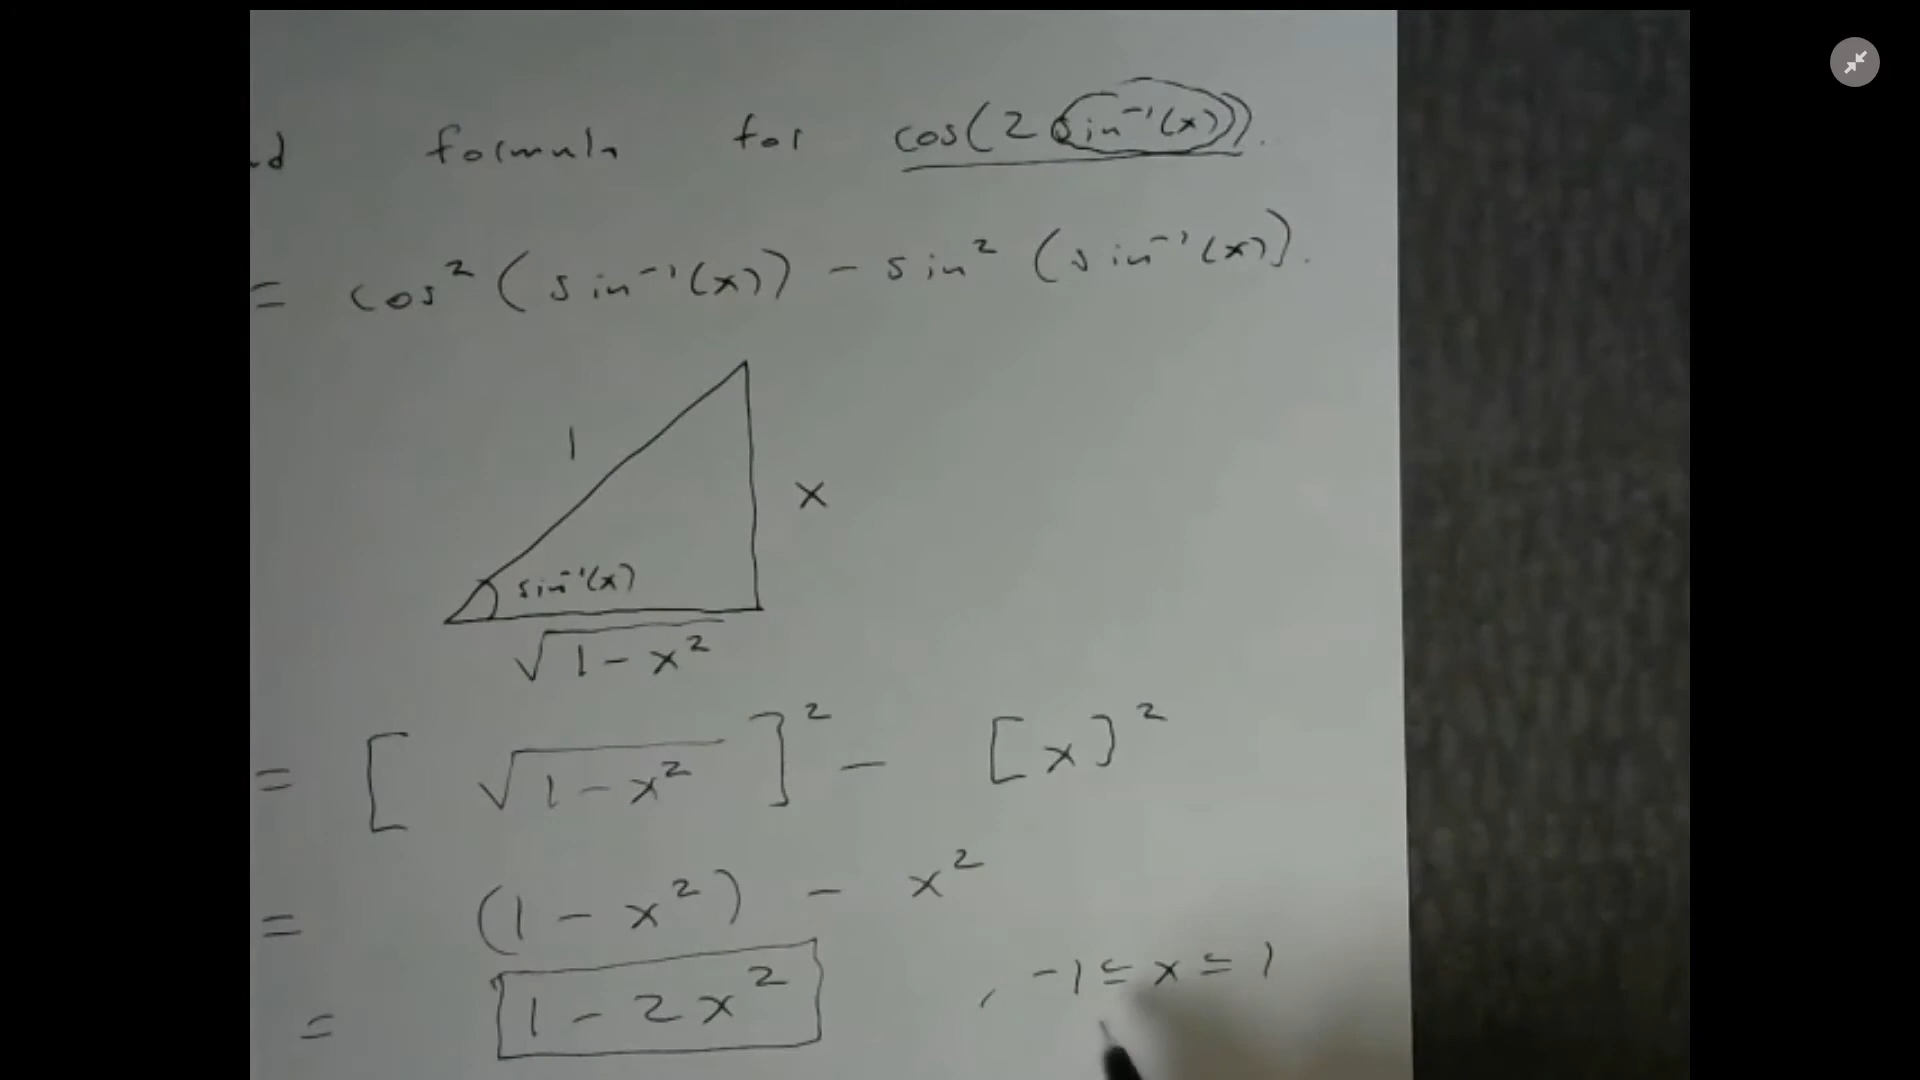 nd formula for cos(2 sin⁻¹(x)).
= cos² (sin⁻¹(x)) - sin² (sin⁻¹(x)).
1
x
sin⁻¹(x)
√(1 - x²)
= [ √(1 - x²) ]² - [x]²
= (1 - x²) - x²
= 1 - 2x² , -1 ≤ x ≤ 1